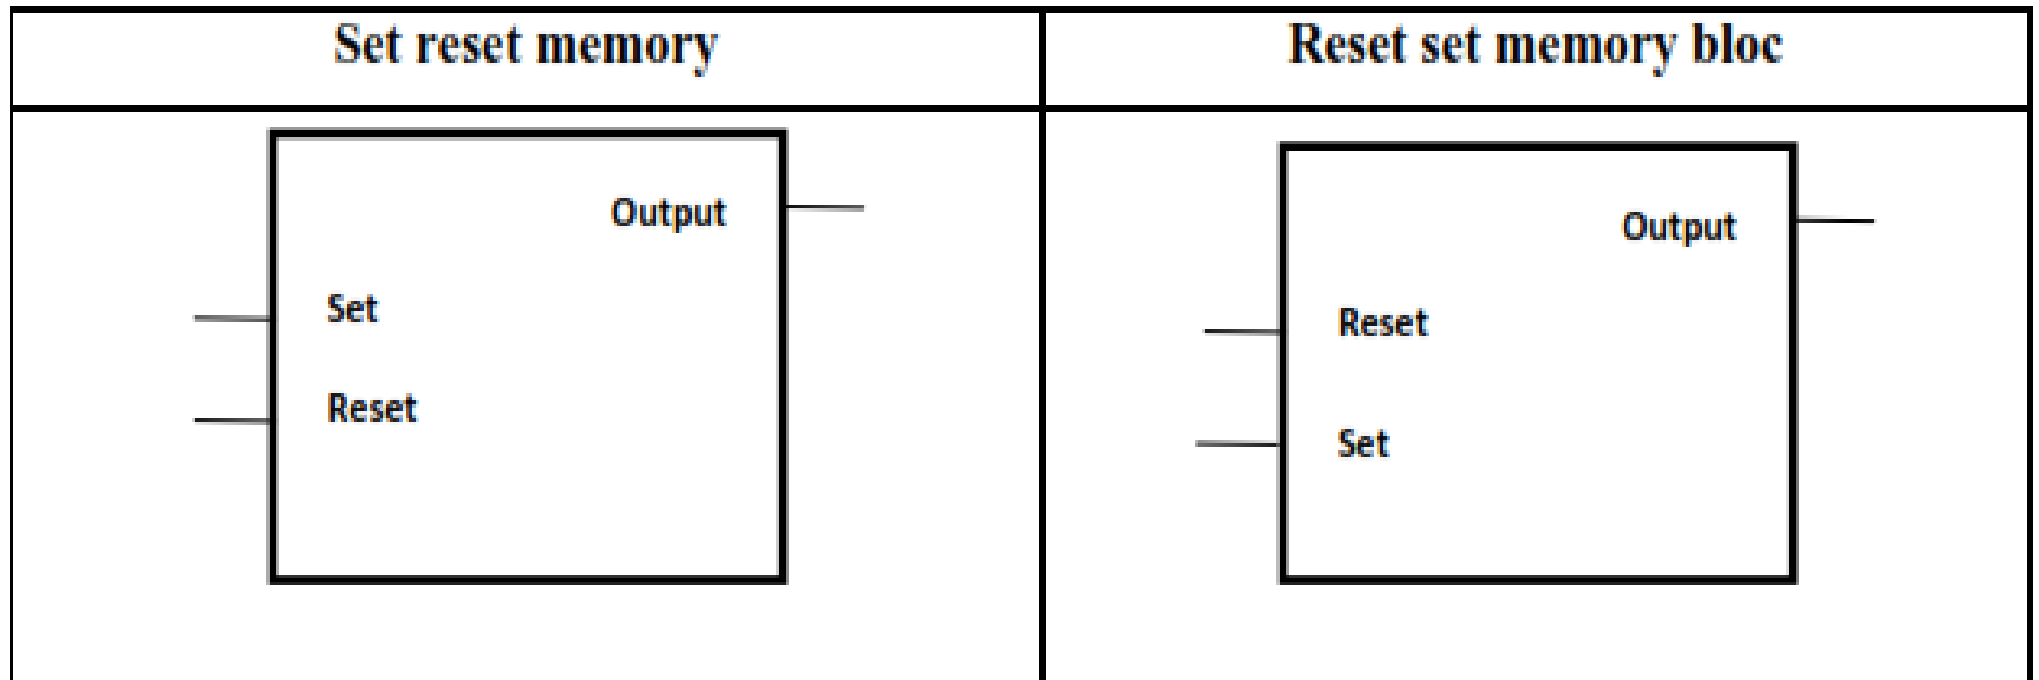 Set reset memory
Reset set memory bloc
Output
Set
Reset
Output
Reset
Set